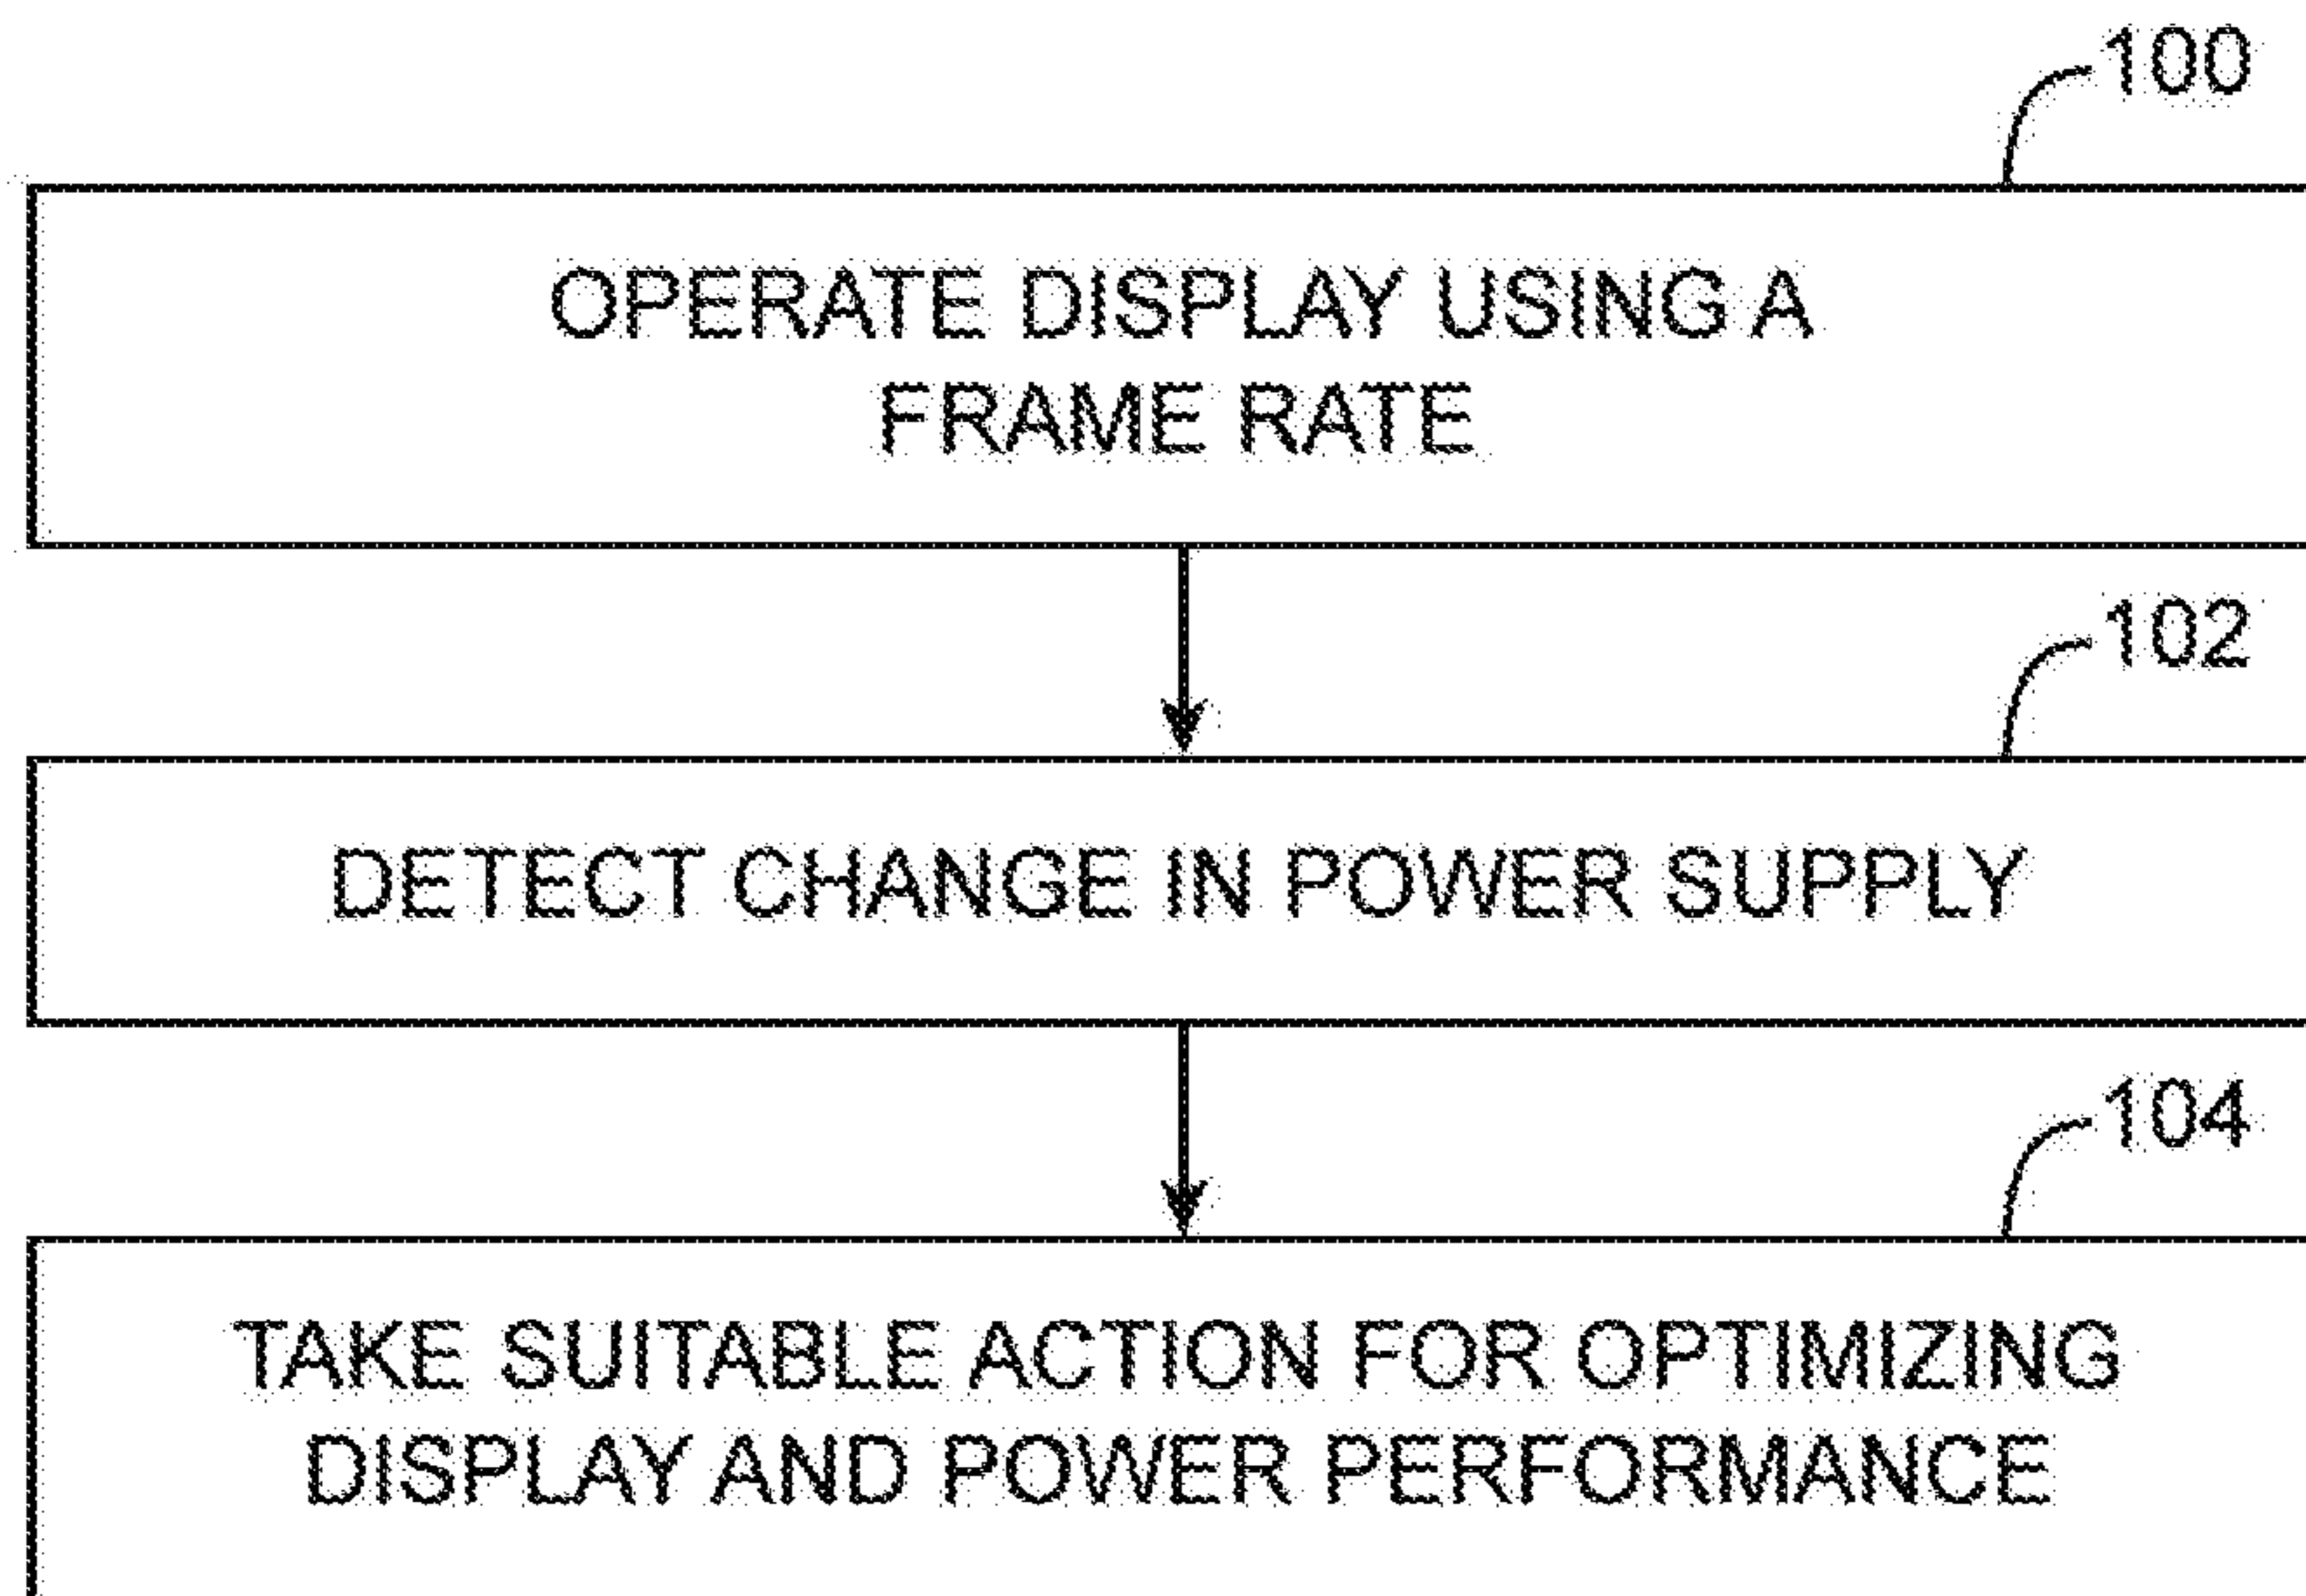 100
OPERATE DISPLAY USING A
FRAME RATE
102
DETECT CHANGE IN POWER SUPPLY
104
TAKE SUITABLE ACTION FOR OPTIMIZING
DISPLAY AND POWER PERFORMANCE